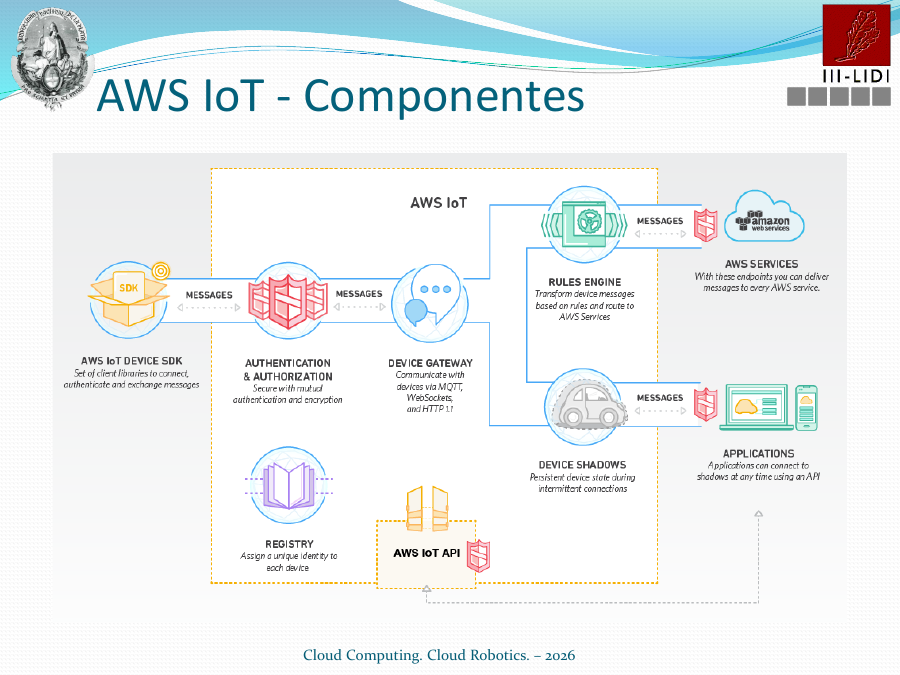 III-LIDI
AWS IoT - Componentes
AWS IoT
SDK
MESSAGES
MESSAGES
MESSAGES
amazon
web services
AWS SERVICES
With these endpoints you can deliver
messages to every AWS service.
RULES ENGINE
Transform device messages
based on rules and route to
AWS Services
AWS IoT DEVICE SDK
Set of client libraries to connect,
authenticate and exchange messages
AUTHENTICATION
& AUTHORIZATION
Secure with mutual
authentication and encryption
DEVICE GATEWAY
Communicate with
devices via MQTT,
WebSockets,
and HTTP 1.1
MESSAGES
DEVICE SHADOWS
Persistent device state during
intermittent connections
APPLICATIONS
Applications can connect to
shadows at any time using an API
REGISTRY
Assign a unique identity to
each device
AWS IoT API
Cloud Computing. Cloud Robotics. – 2026